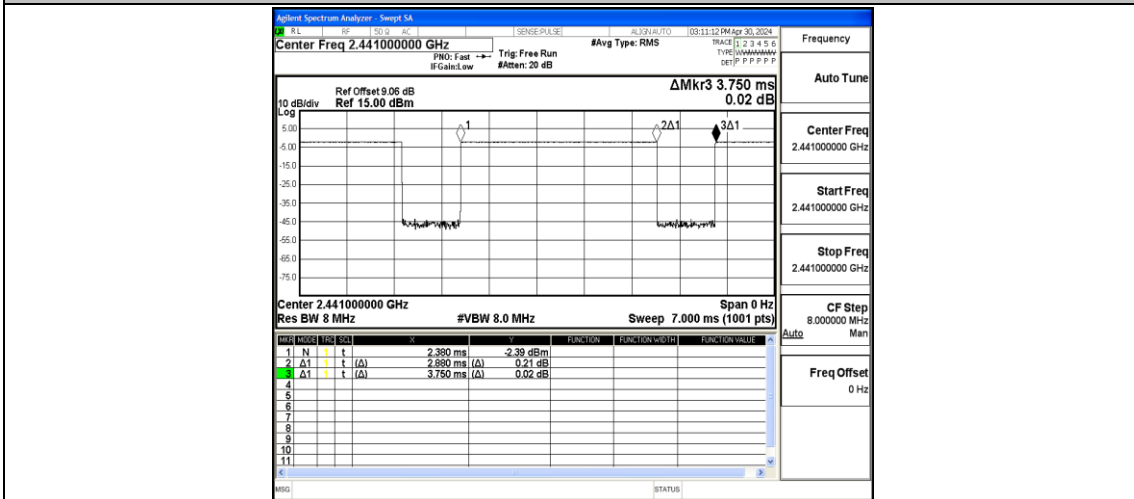 Agilent Spectrum Analyzer - Swept SA
RL RF 50 Ω AC SENSE:PULSE ALIGN AUTO 03:11:12 PM Apr 30, 2024
Center Freq 2.441000000 GHz
PNO: Fast
IFGain:Low
Trig: Free Run
#Atten: 20 dB
#Avg Type: RMS
TRACE 1 2 3 4 5 6
TYPE
DET P P P P P P
Frequency
Auto Tune
Center Freq
2.441000000 GHz
Start Freq
2.441000000 GHz
Stop Freq
2.441000000 GHz
CF Step
8.000000 MHz
Auto Man
Freq Offset
0 Hz
ΔMkr3 3.750 ms
0.02 dB
Ref Offset 9.06 dB
10 dB/div Ref 15.00 dBm
Log
5.00
-5.00
-15.0
-25.0
-35.0
-45.0
-55.0
-65.0
-75.0
1
2Δ1
3Δ1
Center 2.441000000 GHz Span 0 Hz
Res BW 8 MHz #VBW 8.0 MHz Sweep 7.000 ms (1001 pts)
MKR MODE TRC SCL X Y FUNCTION FUNCTION WIDTH FUNCTION VALUE
1 N 1 t 2.380 ms -2.39 dBm
2 Δ1 1 t (Δ) 2.880 ms (Δ) 0.21 dB
3 Δ1 1 t (Δ) 3.750 ms (Δ) 0.02 dB
4
5
6
7
8
9
10
11
MSG STATUS